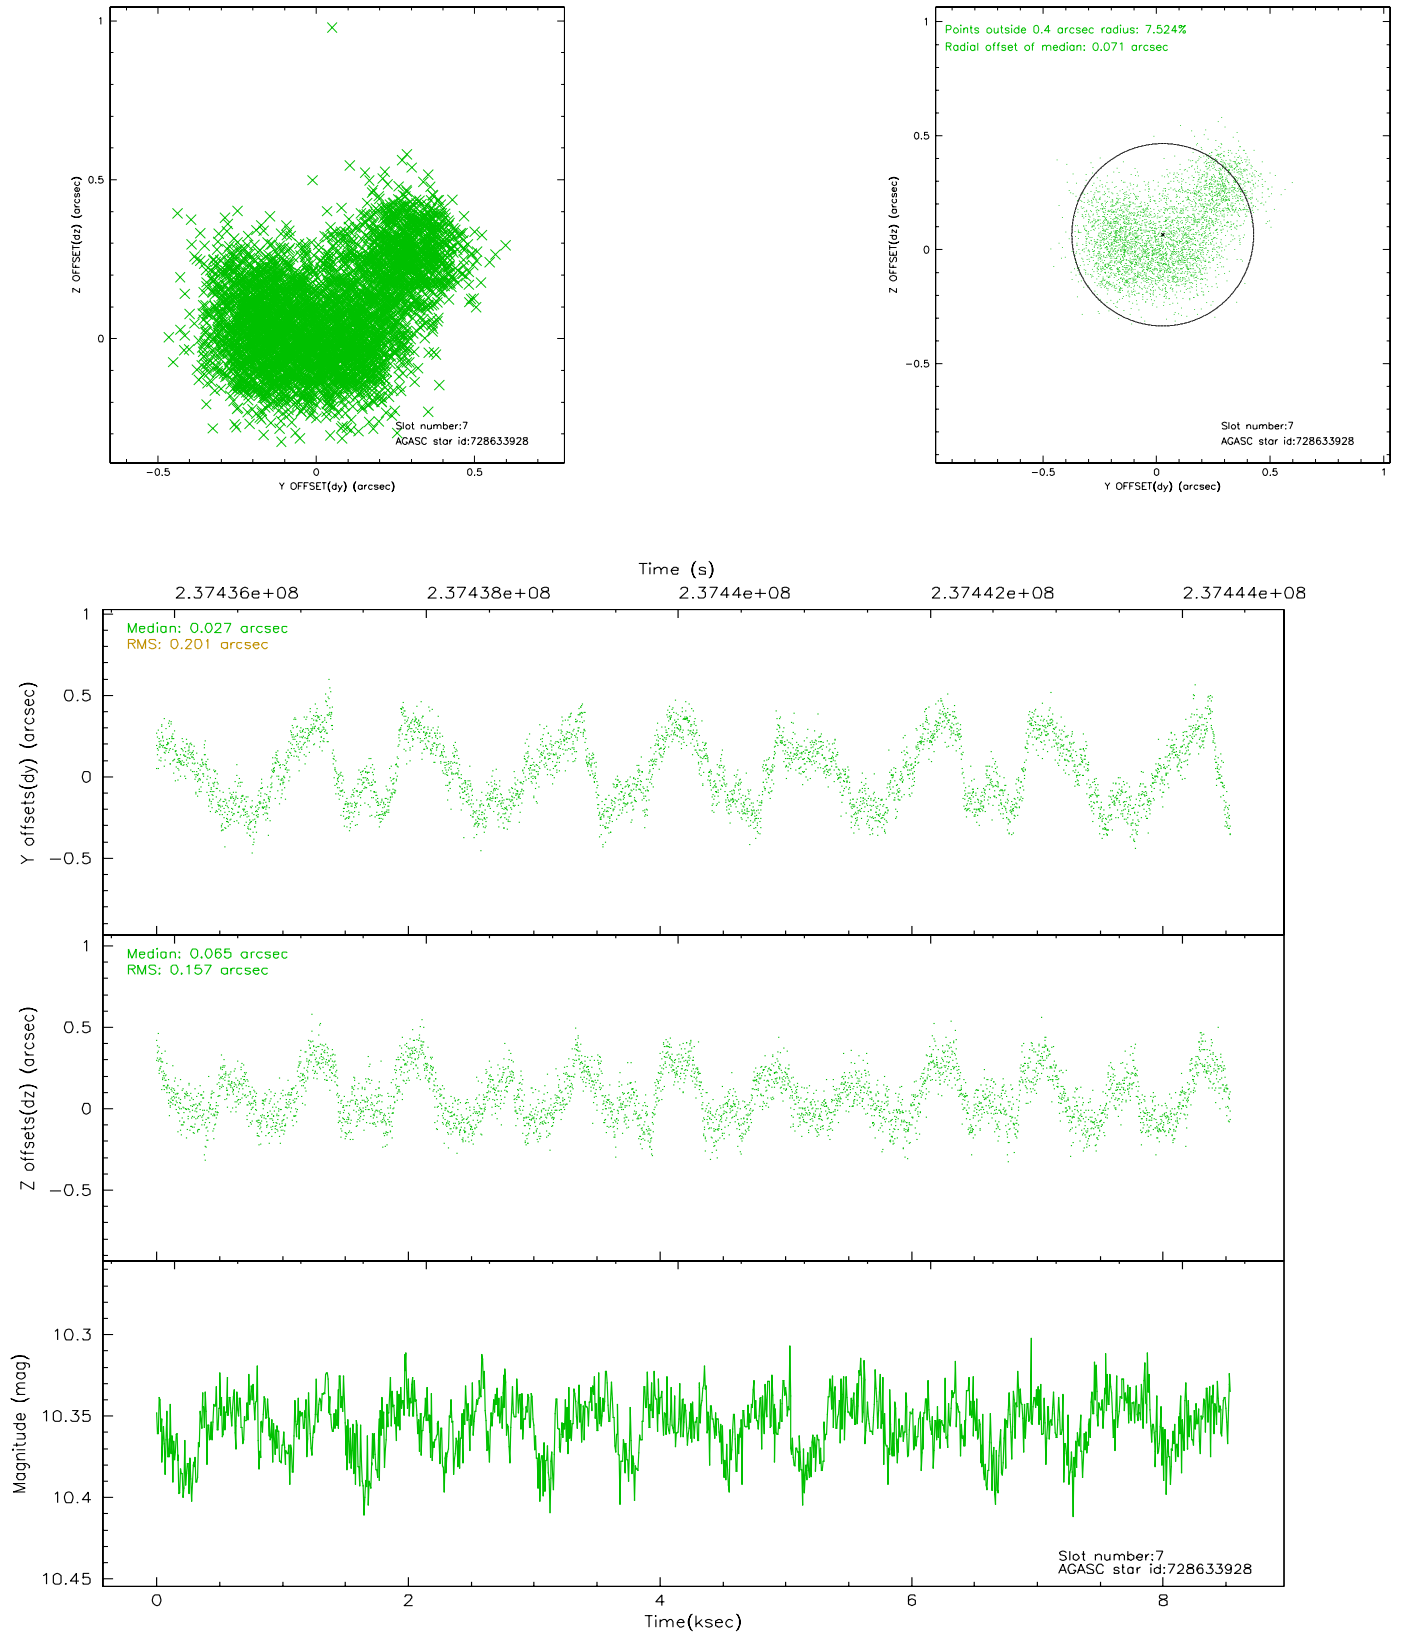 1
0.5
0
Z OFFSET(dz) (arcsec)
-0.5
0
0.5
Y OFFSET(dy) (arcsec)
Slot number:7
AGASC star id:728633928
Points outside 0.4 arcsec radius: 7.524%
Radial offset of median: 0.071 arcsec
1
0.5
0
-0.5
Z OFFSET(dz) (arcsec)
-0.5
0
0.5
1
Y OFFSET(dy) (arcsec)
Slot number:7
AGASC star id:728633928
Time (s)
2.37436e+08
2.37438e+08
2.3744e+08
2.37442e+08
2.37444e+08
Median: 0.027 arcsec
RMS: 0.201 arcsec
1
0.5
0
-0.5
Y offsets(dy) (arcsec)
Median: 0.065 arcsec
RMS: 0.157 arcsec
1
0.5
0
-0.5
Z offsets(dz) (arcsec)
10.3
10.35
10.4
10.45
Magnitude (mag)
Slot number:7
AGASC star id:728633928
0
2
4
6
8
Time(ksec)